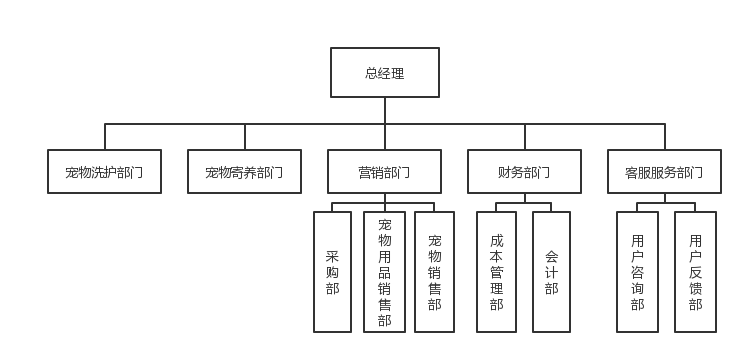 总经理
宠物洗护部门
宠物寄养部门
营销部门
财务部门
客服服务部门
采购部
宠物用品销售部
宠物销售部
成本管理部
会计部
用户咨询部
用户反馈部